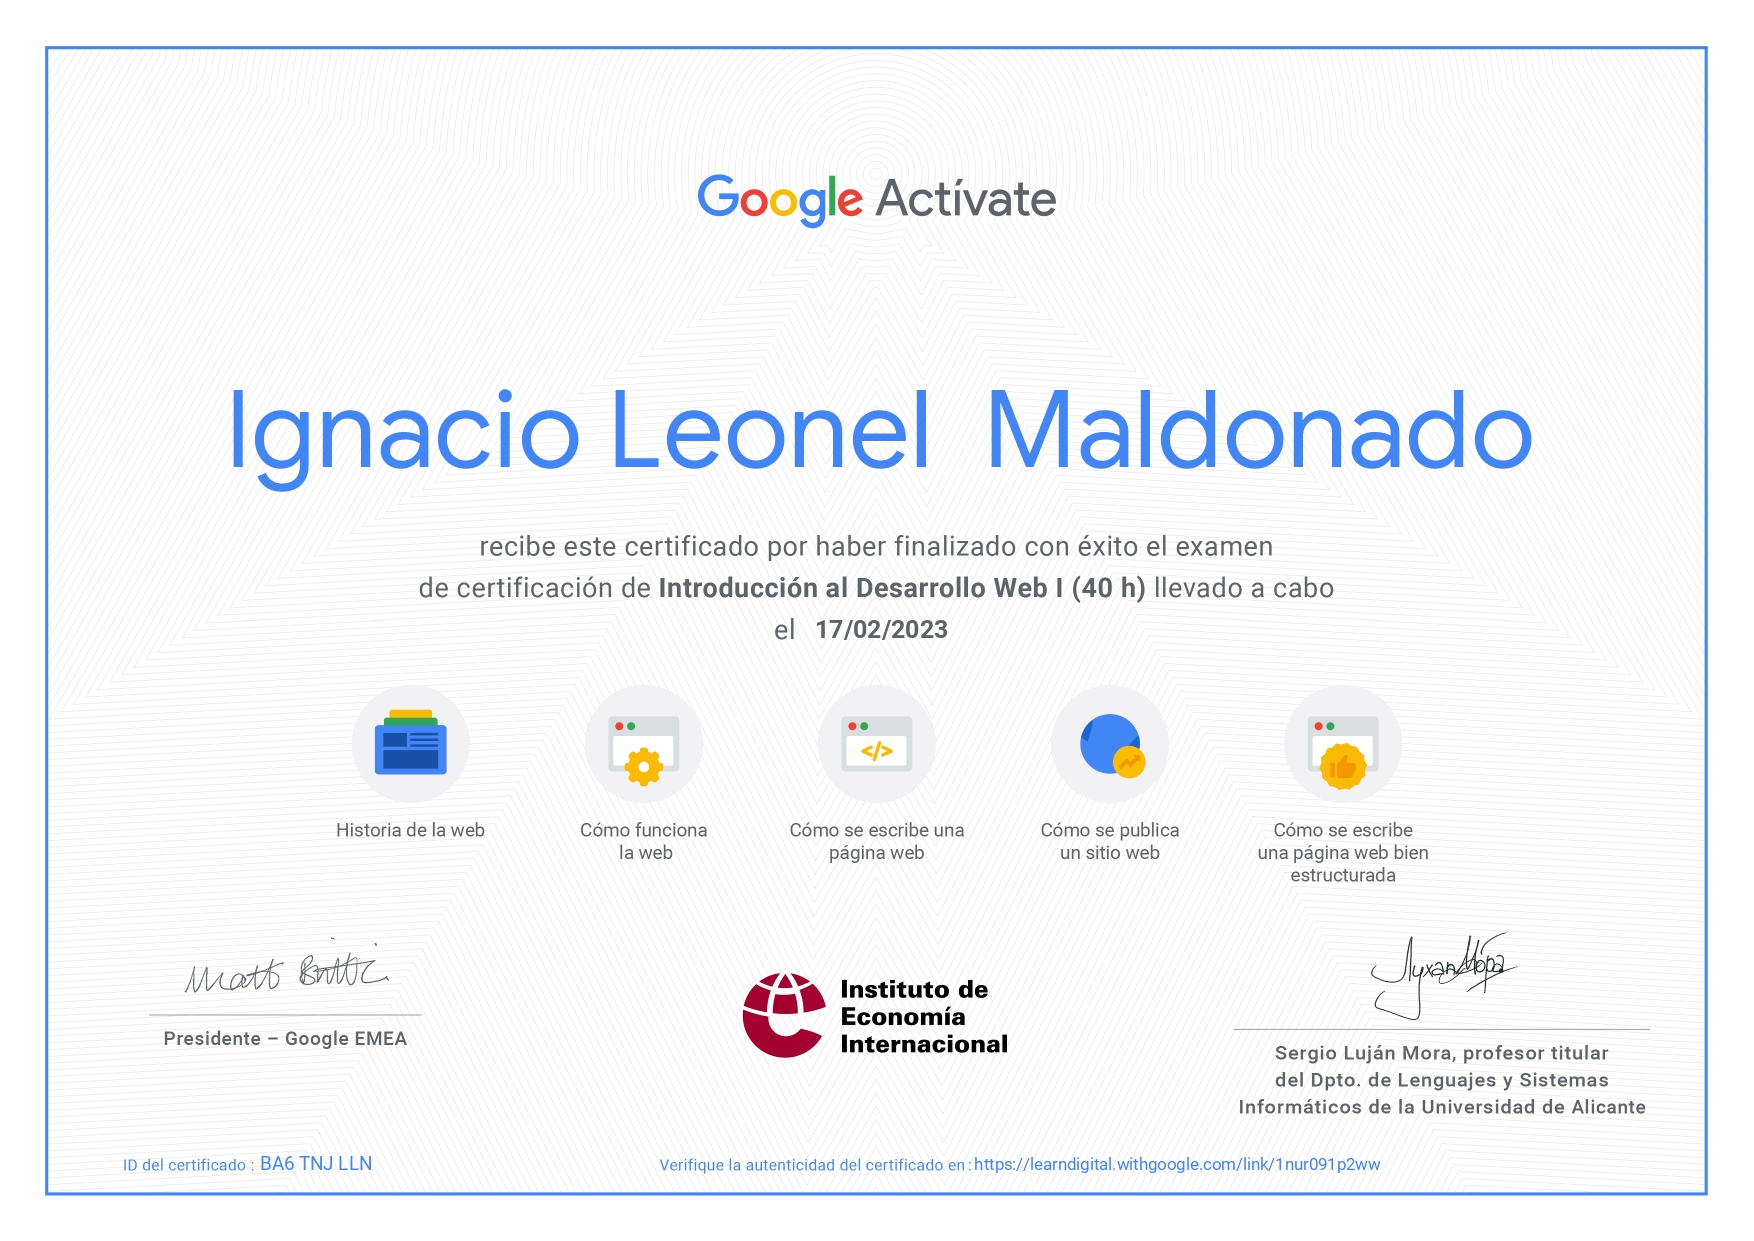 Google Actívate
Ignacio Leonel Maldonado
recibe este certificado por haber finalizado con éxito el examen
de certificación de Introducción al Desarrollo Web I (40 h) llevado a cabo
el 17/02/2023
</>
Historia de la web
Cómo funciona
la web
Cómo se escribe una
página web
Cómo se publica
un sitio web
Cómo se escribe
una página web bien
estructurada
Matt
Presidente – Google EMEA
Instituto de
Economía
Internacional
Sergio Luján Mora, profesor titular
del Dpto. de Lenguajes y Sistemas
Informáticos de la Universidad de Alicante
ID del certificado : BA6 TNJ LLN
Verifique la autenticidad del certificado en : https://learndigital.withgoogle.com/link/1nur091p2ww